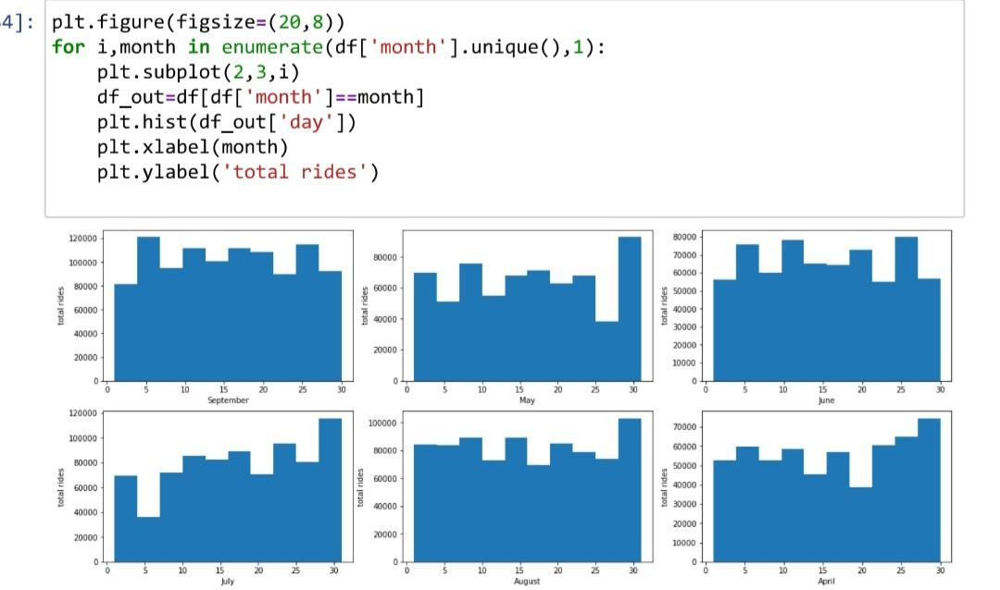 4]: plt.figure(figsize=(20,8))
for i,month in enumerate(df['month'].unique(),1):
    plt.subplot(2,3,i)
    df_out=df[df['month']==month]
    plt.hist(df_out['day'])
    plt.xlabel(month)
    plt.ylabel('total rides')
120000
100000
80000
60000
40000
20000
0
total rides
0 5 10 15 20 25 30
September
80000
60000
40000
20000
0
total rides
0 5 10 15 20 25 30
May
80000
70000
60000
50000
40000
30000
20000
10000
0
total rides
0 5 10 15 20 25 30
June
120000
100000
80000
60000
40000
20000
0
total rides
0 5 10 15 20 25 30
July
100000
80000
60000
40000
20000
0
total rides
0 5 10 15 20 25 30
August
70000
60000
50000
40000
30000
20000
10000
0
total rides
0 5 10 15 20 25 30
April